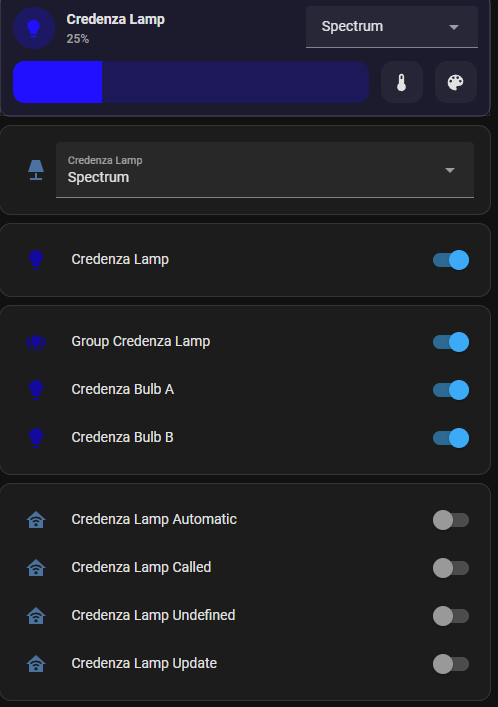 Credenza Lamp
25%
Spectrum
Credenza Lamp
Spectrum
Credenza Lamp
Group Credenza Lamp
Credenza Bulb A
Credenza Bulb B
Credenza Lamp Automatic
Credenza Lamp Called
Credenza Lamp Undefined
Credenza Lamp Update